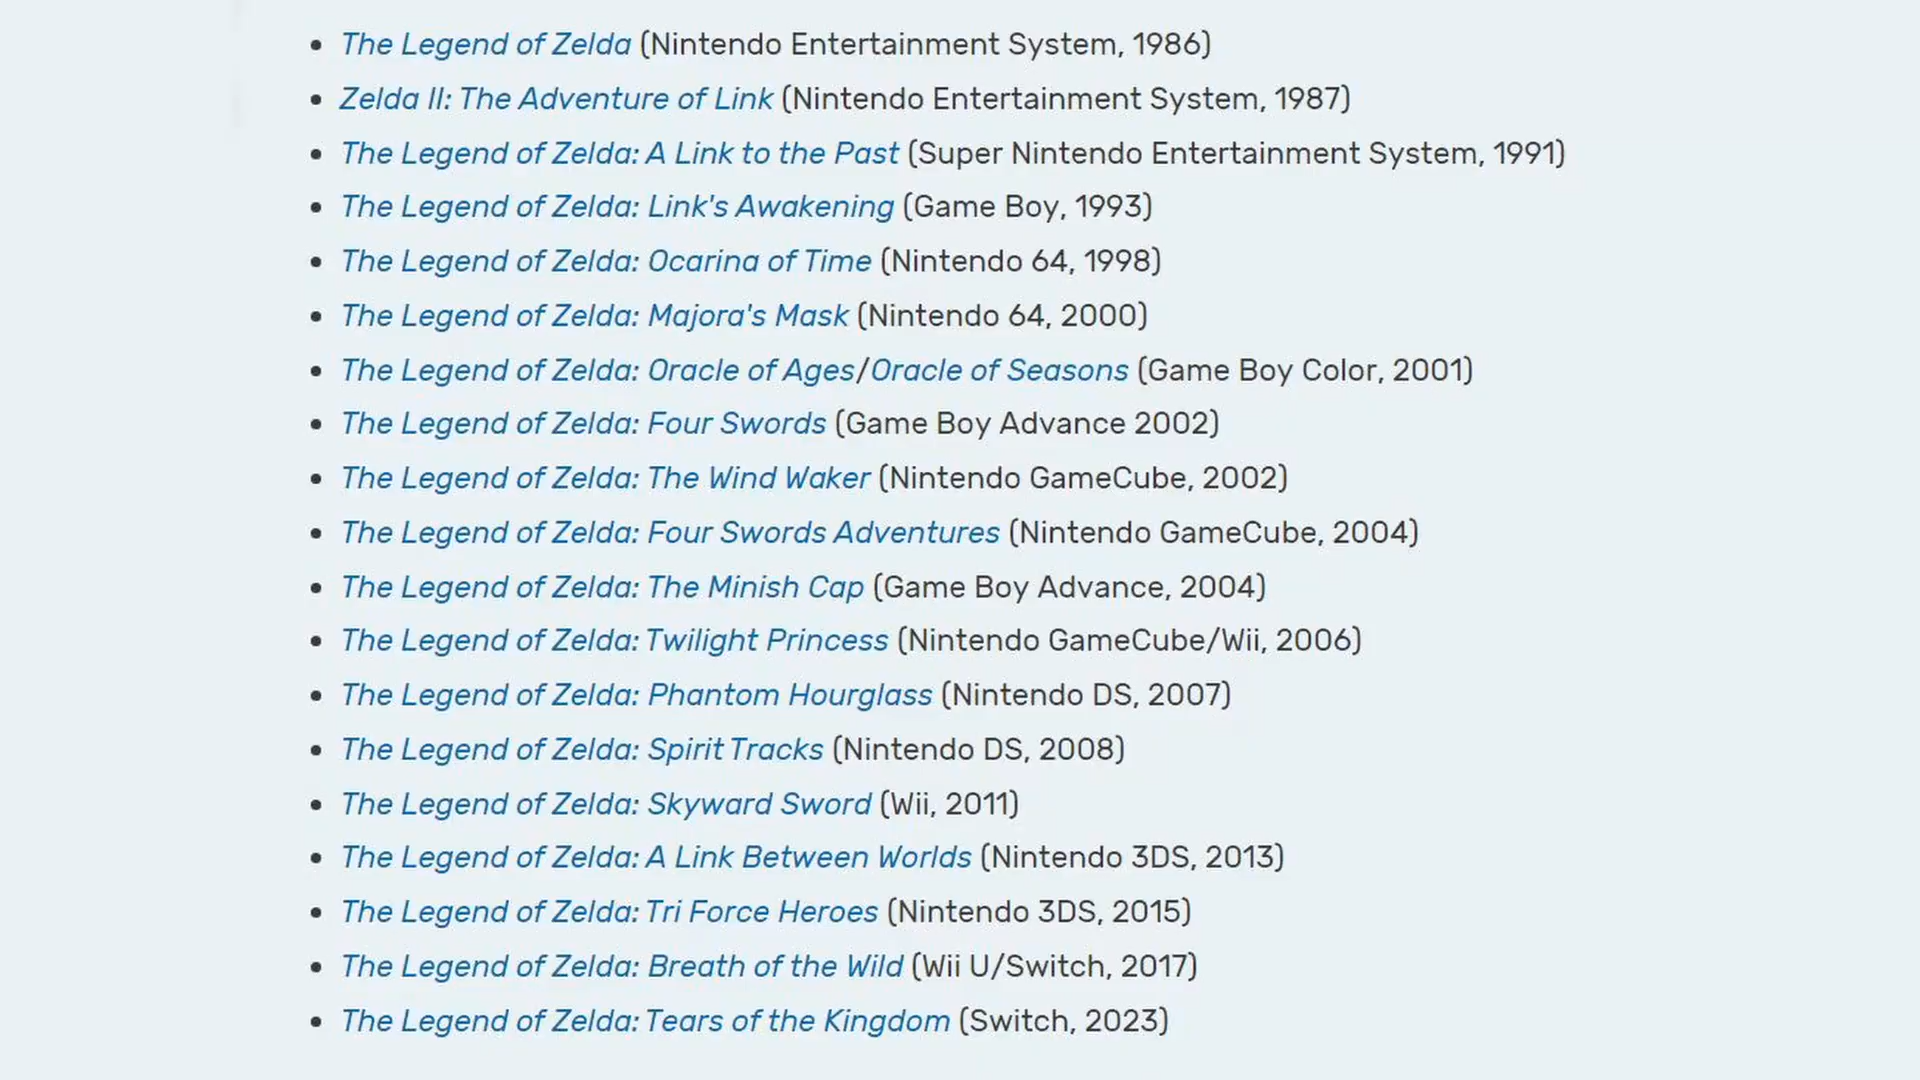 • The Legend of Zelda (Nintendo Entertainment System, 1986)
• Zelda II: The Adventure of Link (Nintendo Entertainment System, 1987)
• The Legend of Zelda: A Link to the Past (Super Nintendo Entertainment System, 1991)
• The Legend of Zelda: Link's Awakening (Game Boy, 1993)
• The Legend of Zelda: Ocarina of Time (Nintendo 64, 1998)
• The Legend of Zelda: Majora's Mask (Nintendo 64, 2000)
• The Legend of Zelda: Oracle of Ages/Oracle of Seasons (Game Boy Color, 2001)
• The Legend of Zelda: Four Swords (Game Boy Advance 2002)
• The Legend of Zelda: The Wind Waker (Nintendo GameCube, 2002)
• The Legend of Zelda: Four Swords Adventures (Nintendo GameCube, 2004)
• The Legend of Zelda: The Minish Cap (Game Boy Advance, 2004)
• The Legend of Zelda: Twilight Princess (Nintendo GameCube/Wii, 2006)
• The Legend of Zelda: Phantom Hourglass (Nintendo DS, 2007)
• The Legend of Zelda: Spirit Tracks (Nintendo DS, 2008)
• The Legend of Zelda: Skyward Sword (Wii, 2011)
• The Legend of Zelda: A Link Between Worlds (Nintendo 3DS, 2013)
• The Legend of Zelda: Tri Force Heroes (Nintendo 3DS, 2015)
• The Legend of Zelda: Breath of the Wild (Wii U/Switch, 2017)
• The Legend of Zelda: Tears of the Kingdom (Switch, 2023)